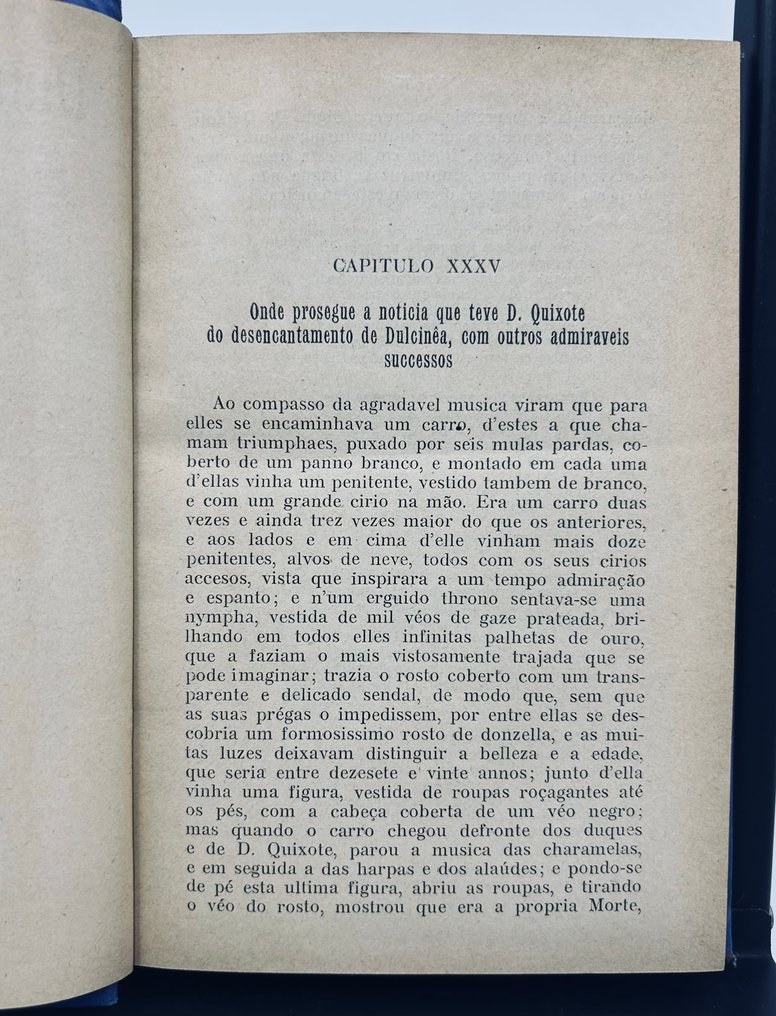 CAPITULO XXXV
Onde prosegue a noticia que teve D. Quixote
do desencantamento de Dulcinêa, com outros admiraveis
successos
Ao compasso da agradavel musica viram que para
elles se encaminhava um carro, d'estes a que cha-
mam triumphaes, puxado por seis mulas pardas, co-
berto de um panno branco, e montado em cada uma
d'ellas vinha um penitente, vestido tambem de branco,
e com um grande cirio na mão. Era um carro duas
vezes e ainda trez vezes maior do que os anteriores,
e aos lados e em cima d'elle vinham mais doze
penitentes, alvos de neve, todos com os seus cirios
accesos, vista que inspirara a um tempo admiração
e espanto; e n'um erguido throno sentava-se uma
nympha, vestida de mil véos de gaze prateada, bri-
lhando em todos elles infinitas palhetas de ouro,
que a faziam o mais vistosamente trajada que se
pode imaginar; trazia o rosto coberto com um trans-
parente e delicado sendal, de modo que, sem que
as suas prégas o impedissem, por entre ellas se des-
cobria um formosissimo rosto de donzella, e as mui-
tas luzes deixavam distinguir a belleza e a edade,
que seria entre dezesete e vinte annos; junto d'ella
vinha uma figura, vestida de roupas roçagantes até
os pés, com a cabeça coberta de um véo negro;
mas quando o carro chegou defronte dos duques
e de D. Quixote, parou a musica das charamelas,
e em seguida a das harpas e dos alaúdes; e pondo-se
de pé esta ultima figura, abriu as roupas, e tirando
o véo do rosto, mostrou que era a propria Morte,